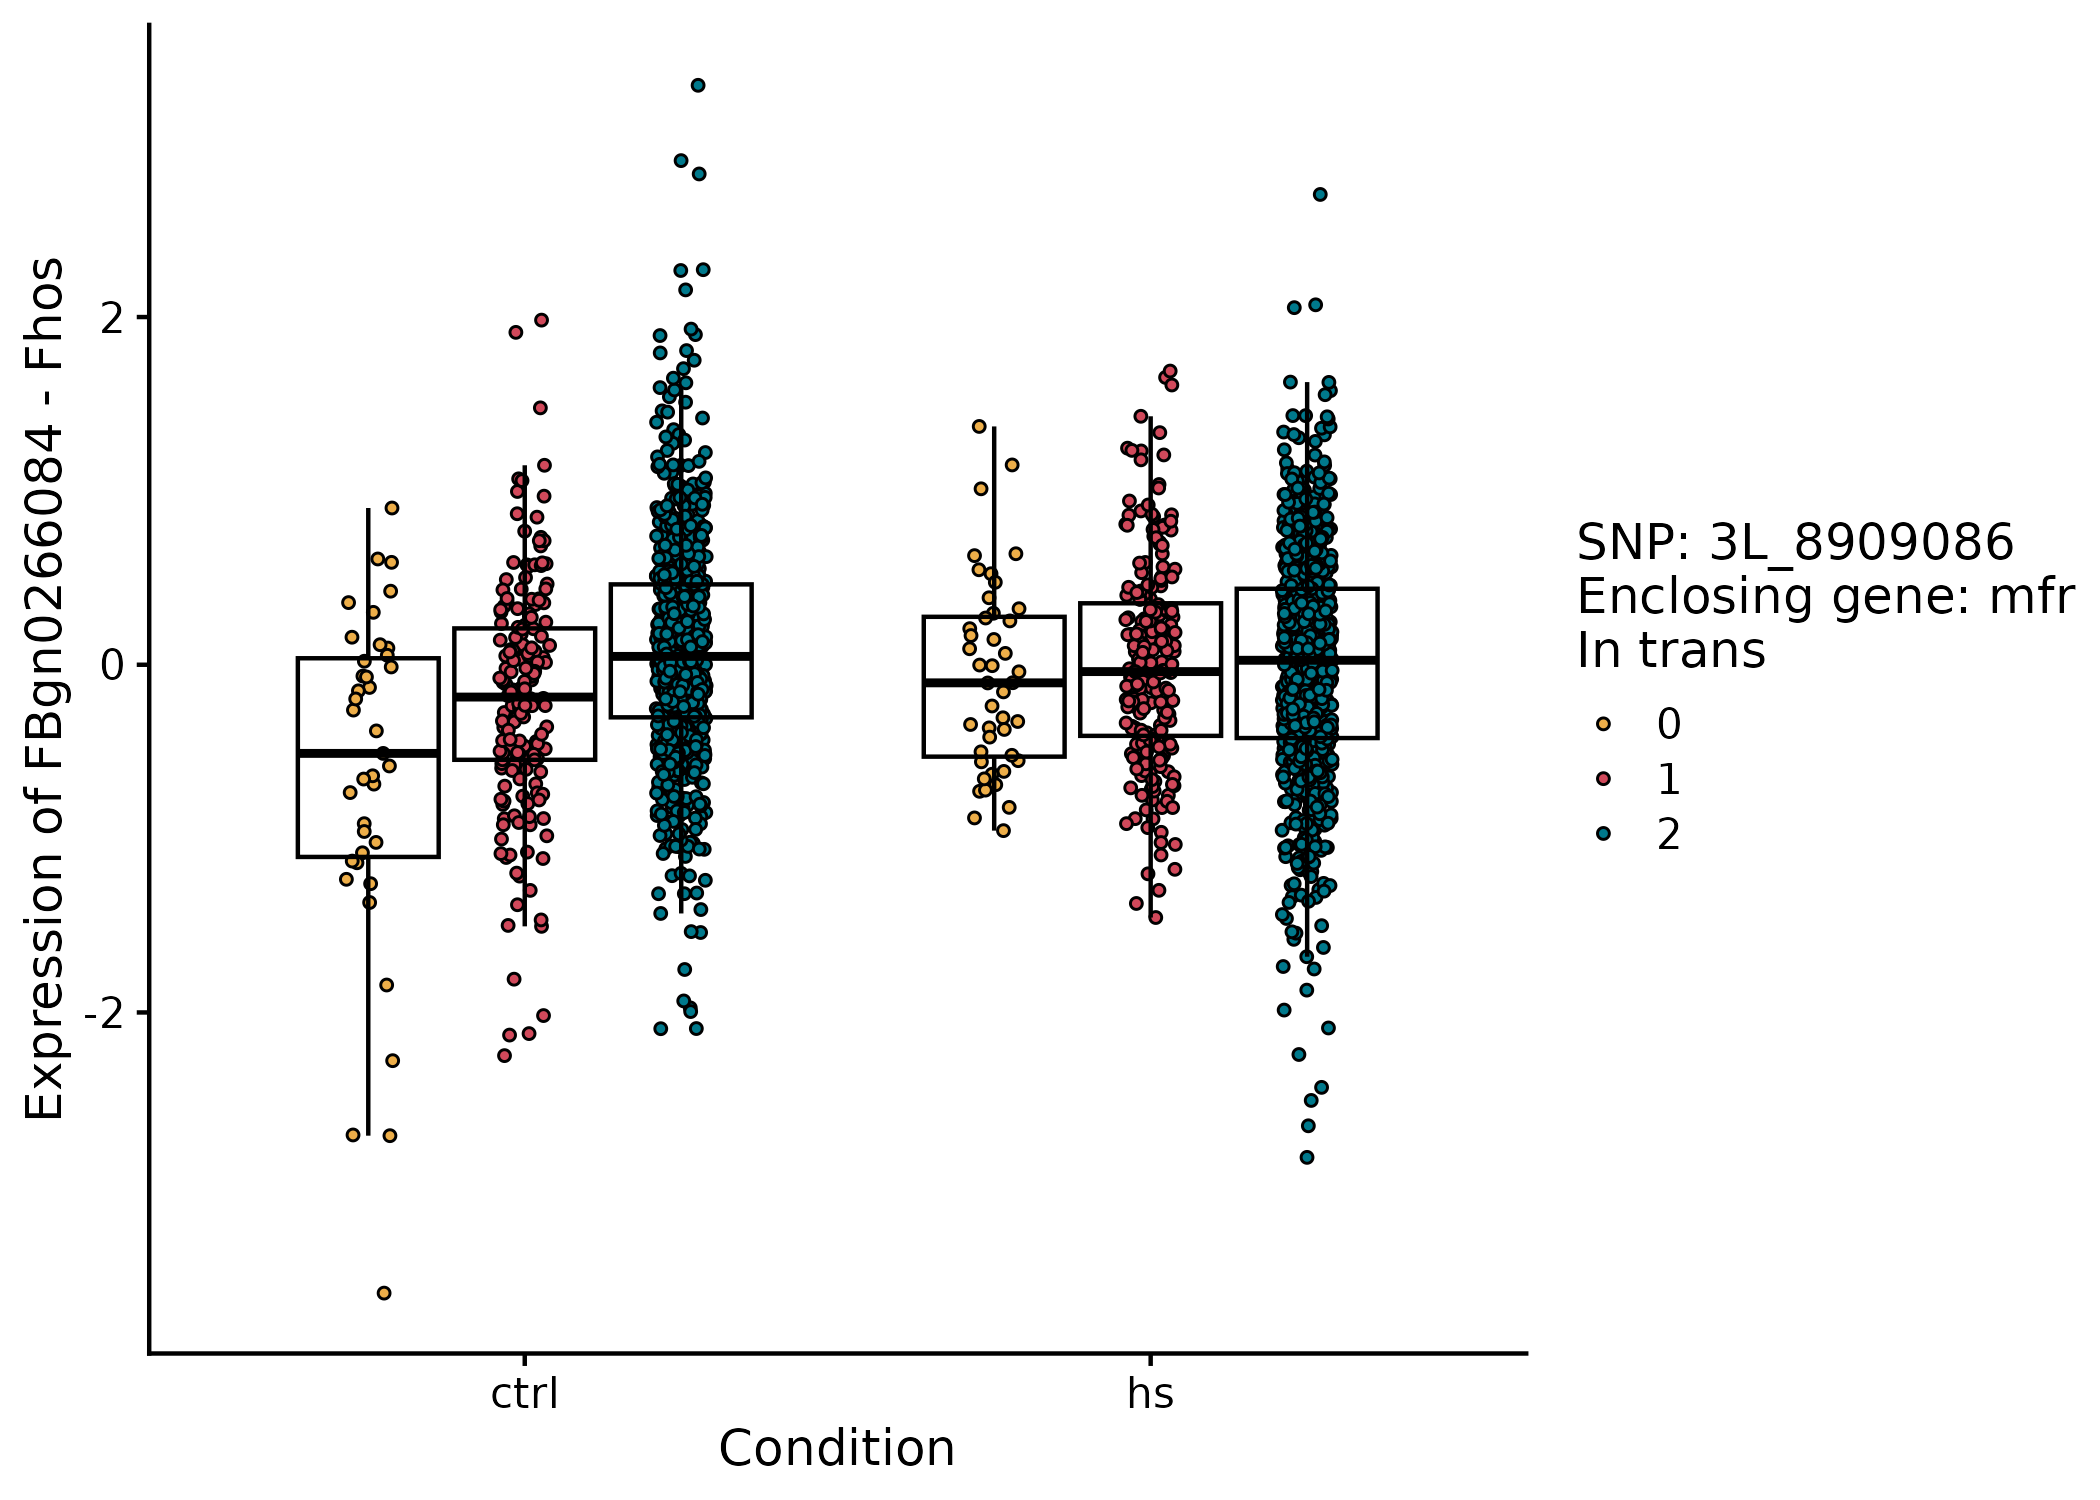 Expression of FBgn0266084 - Fhos
2
0
-2
ctrl
hs
Condition
SNP: 3L_8909086
Enclosing gene: mfr
In trans
0
1
2